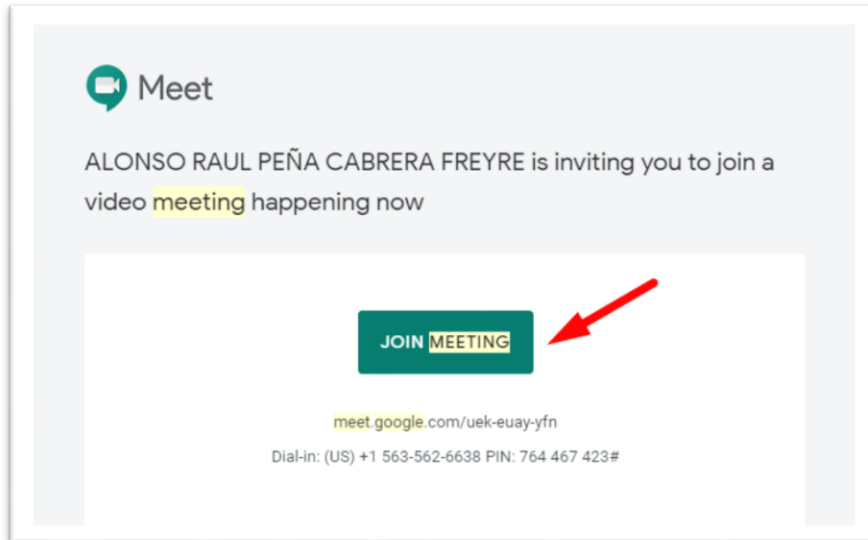 Meet
ALONSO RAUL PEÑA CABRERA FREYRE is inviting you to join a
video meeting happening now
JOIN MEETING
meet.google.com/uek-euay-yfn
Dial-in: (US) +1 563-562-6638 PIN: 764 467 423#